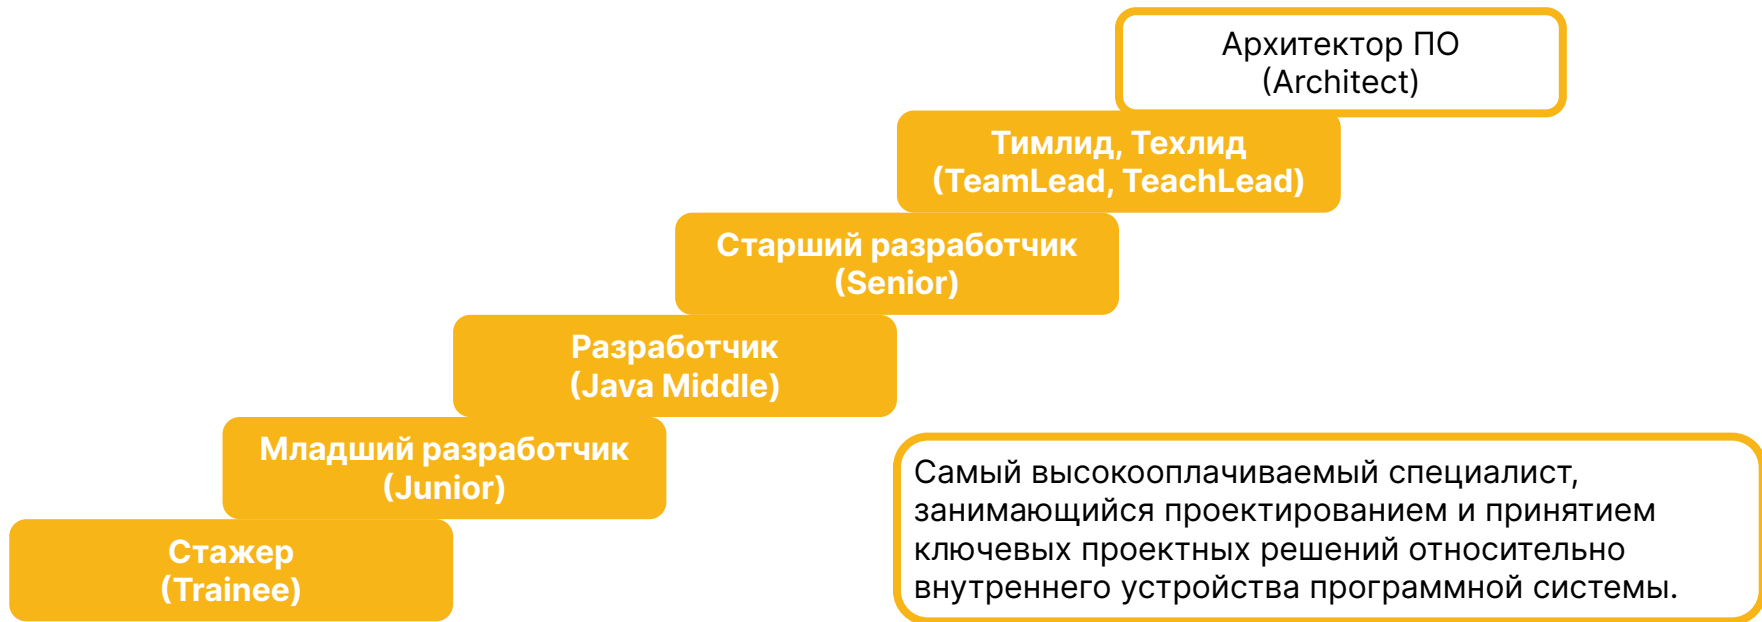 Архитектор ПО
(Architect)
Тимлид, Техлид
(TeamLead, TeachLead)
Старший разработчик
(Senior)
Разработчик
(Java Middle)
Младший разработчик
(Junior)
Стажер
(Trainee)
Самый высокооплачиваемый специалист,
занимающийся проектированием и принятием
ключевых проектных решений относительно
внутреннего устройства программной системы.